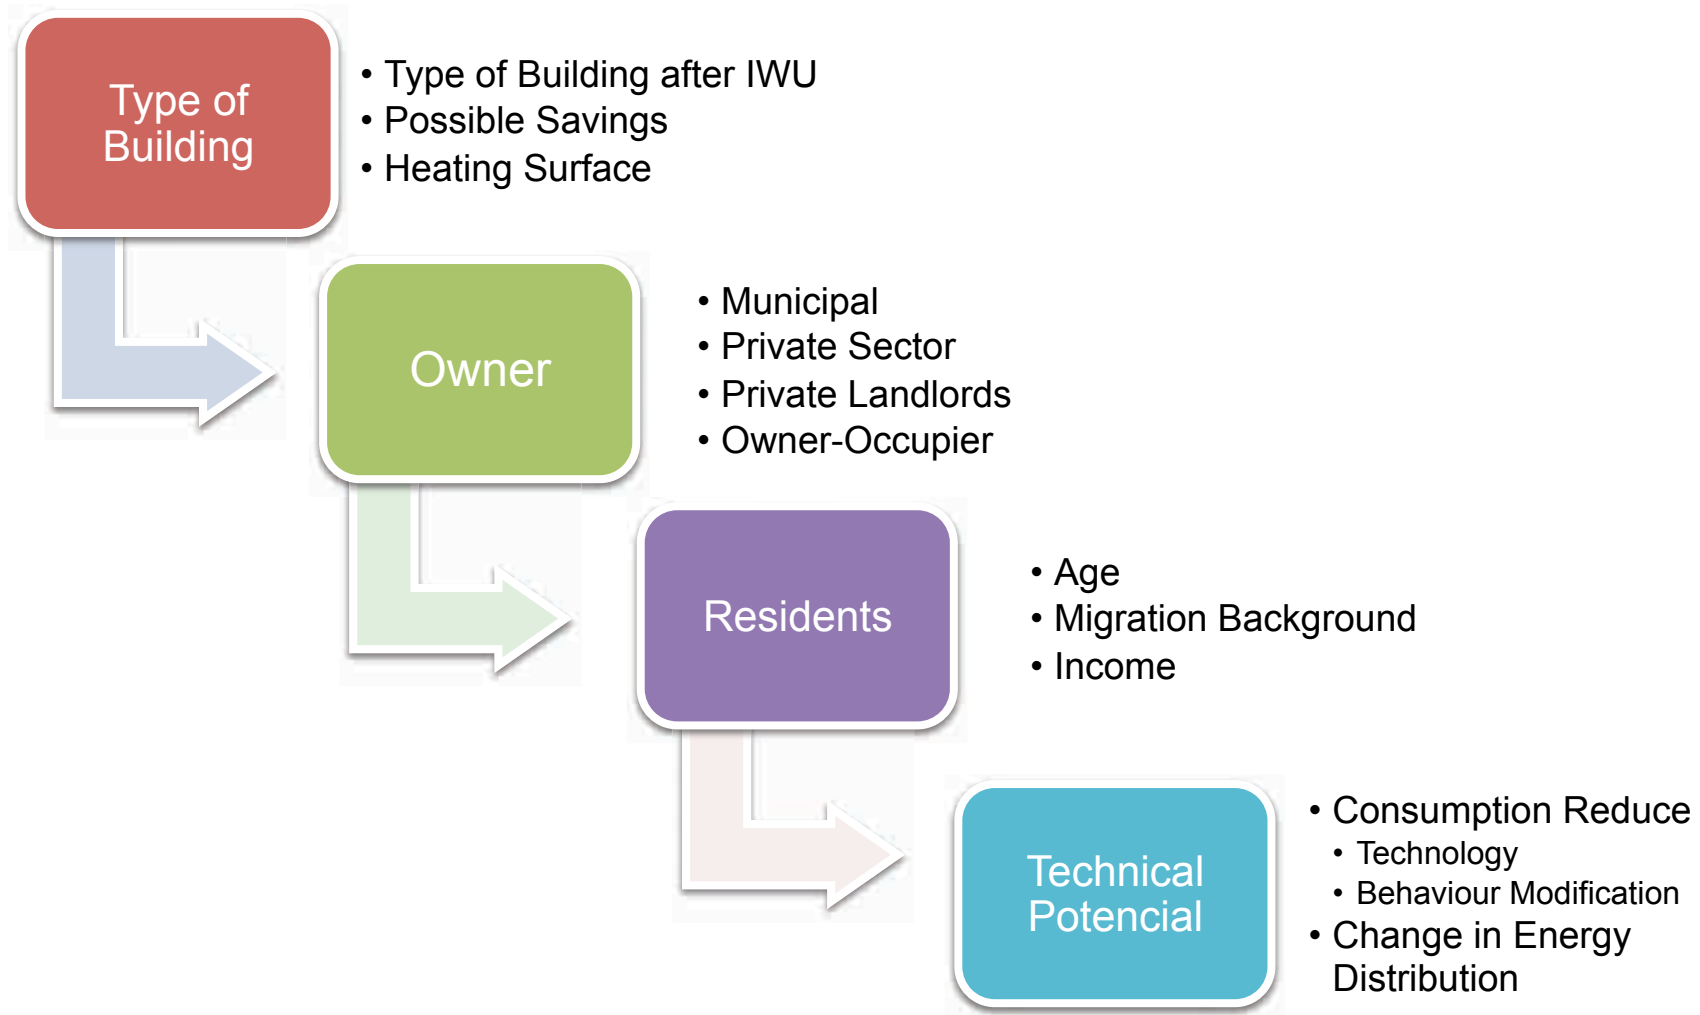 Type of
Building
• Type of Building after IWU
• Possible Savings
• Heating Surface
Owner
• Municipal
• Private Sector
• Private Landlords
• Owner-Occupier
Residents
• Age
• Migration Background
• Income
Technical
Potencial
• Consumption Reduce
• Technology
• Behaviour Modification
• Change in Energy
Distribution